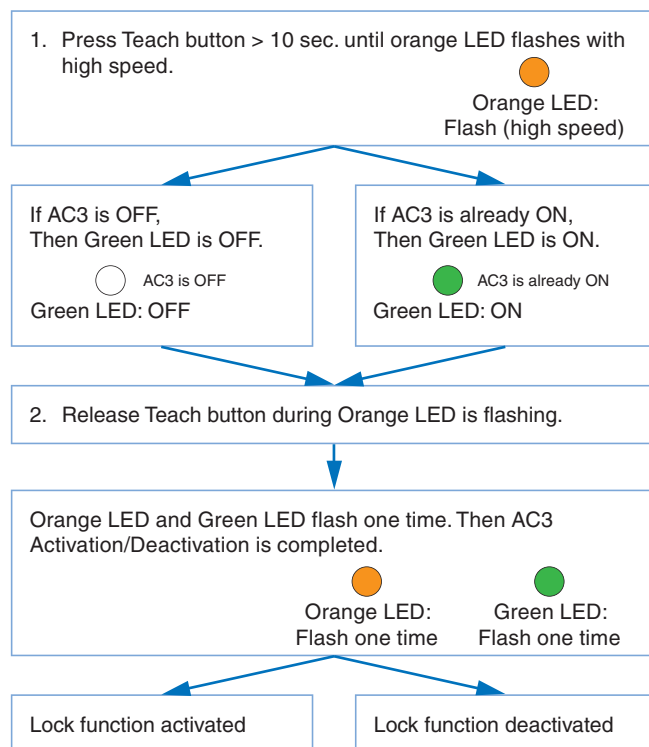 1. Press Teach button > 10 sec. until orange LED flashes with
high speed.
Orange LED:
Flash (high speed)
If AC3 is OFF,
Then Green LED is OFF.
AC3 is OFF
Green LED: OFF
If AC3 is already ON,
Then Green LED is ON.
AC3 is already ON
Green LED: ON
2. Release Teach button during Orange LED is flashing.
Orange LED and Green LED flash one time. Then AC3
Activation/Deactivation is completed.
Orange LED:
Flash one time
Green LED:
Flash one time
Lock function activated
Lock function deactivated